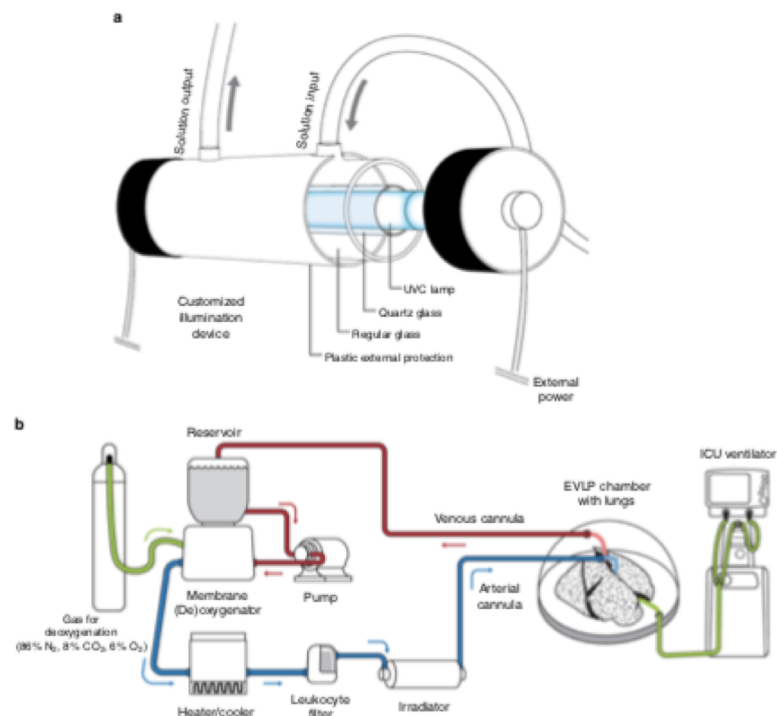 a
Solution output
Solution input
UVC lamp
Quartz glass
Regular glass
Plastic external protection
Customized
illumination
device
External
power
b
Reservoir
ICU ventilator
EVLP chamber
with lungs
Venous cannula
Membrane
(De)oxygenator
Pump
Arterial
cannula
Gas for
deoxygenation
(86% N₂, 8% CO₂, 6% O₂)
Heater/cooler
Leukocyte
filter
Irradiator